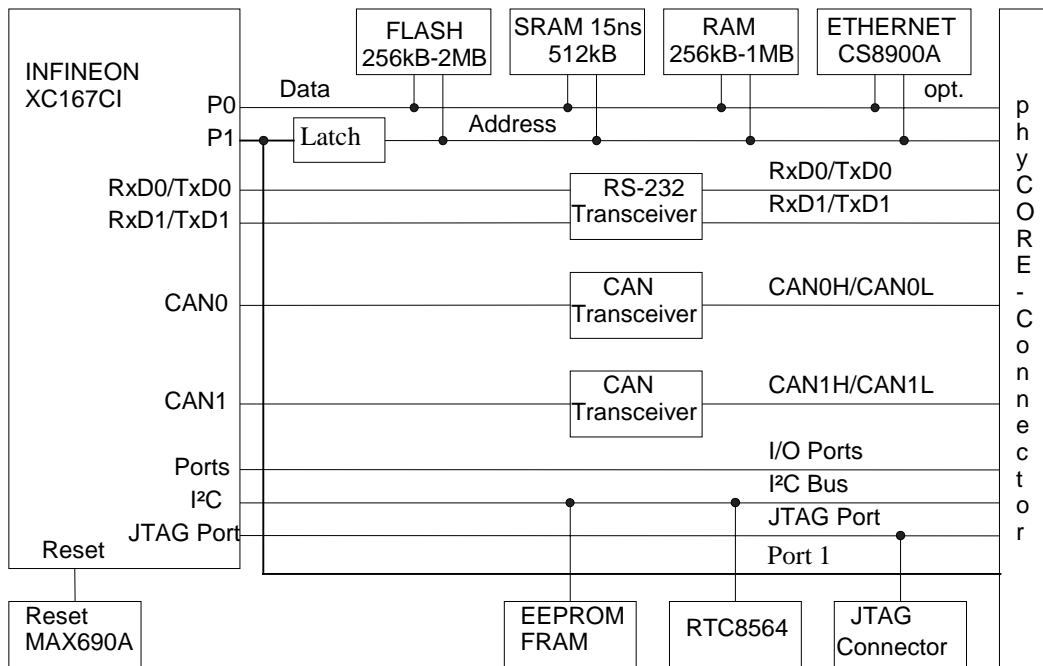 FLASH
256kB-2MB
SRAM 15ns
512kB
RAM
256kB-1MB
ETHERNET
CS8900A
INFINEON
XC167CI
Data
opt.
P0
Address
P1
Latch
RxD0/TxD0
RS-232
Transceiver
RxD0/TxD0
RxD1/TxD1
RxD1/TxD1
CAN0
CAN
Transceiver
CAN0H/CAN0L
CAN1
CAN
Transceiver
CAN1H/CAN1L
Ports
I/O Ports
I²C
I²C Bus
JTAG Port
JTAG Port
Reset
Port 1
phyCORE-Connector
Reset
MAX690A
EEPROM
FRAM
RTC8564
JTAG
Connector